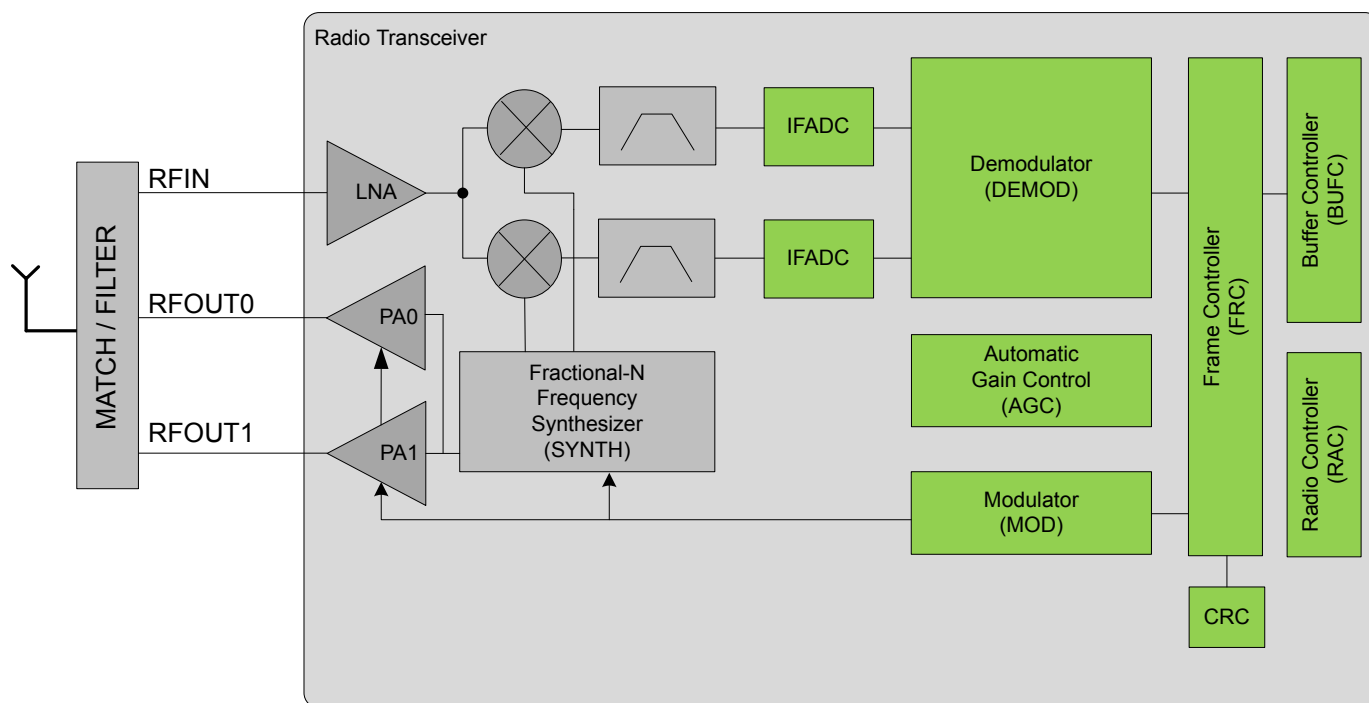 Radio Transceiver
MATCH / FILTER
RFIN
RFOUT0
RFOUT1
LNA
PA0
PA1
Fractional-N
Frequency
Synthesizer
(SYNTH)
IFADC
IFADC
Demodulator
(DEMOD)
Automatic
Gain Control
(AGC)
Modulator
(MOD)
Frame Controller
(FRC)
CRC
Buffer Controller
(BUFC)
Radio Controller
(RAC)